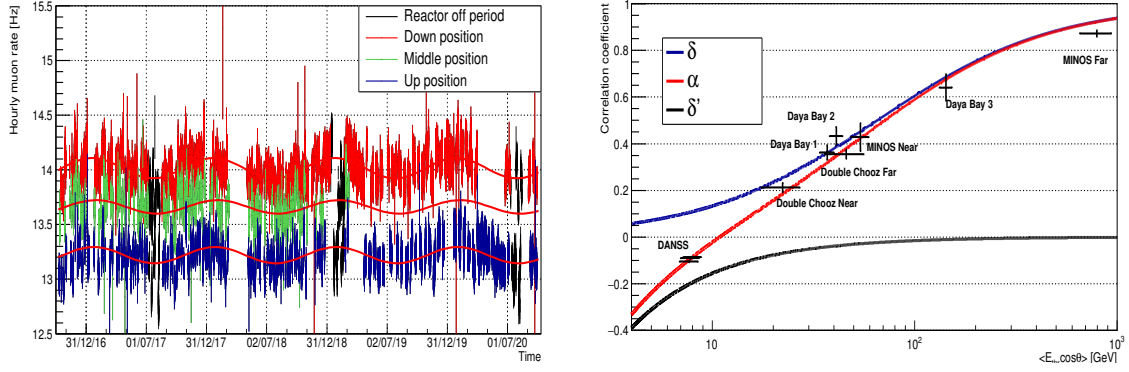 Hourly muon rate [Hz]
15.5
15
14.5
14
13.5
13
12.5
Reactor off period
Down position
Middle position
Up position
31/12/16 01/07/17 31/12/17 02/07/18 31/12/18 02/07/19 31/12/19 01/07/20
Time
Correlation coefficient
1
0.8
0.6
0.4
0.2
0
−0.2
−0.4
δ
α
δ'
MINOS Far
Daya Bay 3
Daya Bay 2
Daya Bay 1
MINOS Near
Double Chooz Far
Double Chooz Near
DANSS
10 10² 10³
cosθ> [GeV]